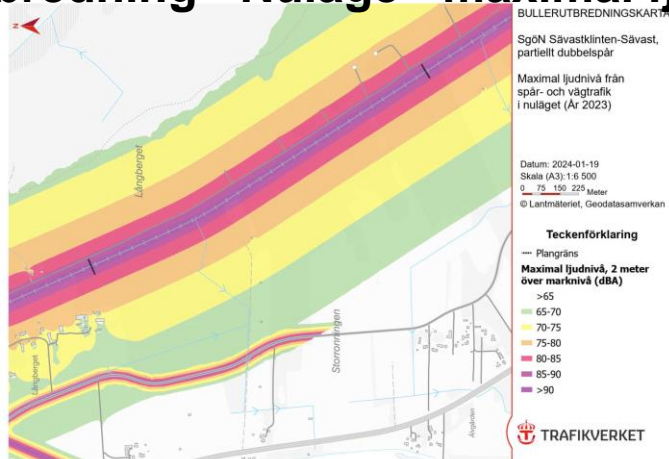 BULLERUTBREDNINGSKARTA
SgöN Sävastklinten-Sävast,
partiellt dubbelspår
Maximal ljudnivå från
spår- och vägtrafik
i nuläget (År 2023)
Datum: 2024-01-19
Skala (A3):1:6 500
0 75 150 225 Meter
© Lantmäteriet, Geodatasamverkan
Teckenförklaring
Plangräns
Maximal ljudnivå, 2 meter
över marknivå (dBA)
>65
65-70
70-75
75-80
80-85
85-90
>90
TRAFIKVERKET
N
Långberget
Långberget
Storrönningen
Älvgården